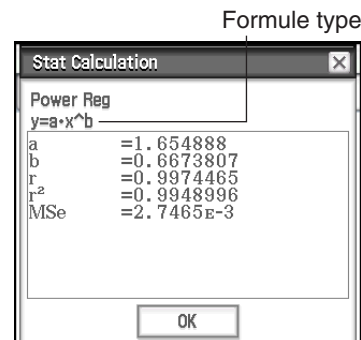 Formule type
Stat Calculation
Power Reg
y=a•x^b
a =1.654888
b =0.6673807
r =0.9974465
r² =0.9948996
MSe =2.7465E-3
OK